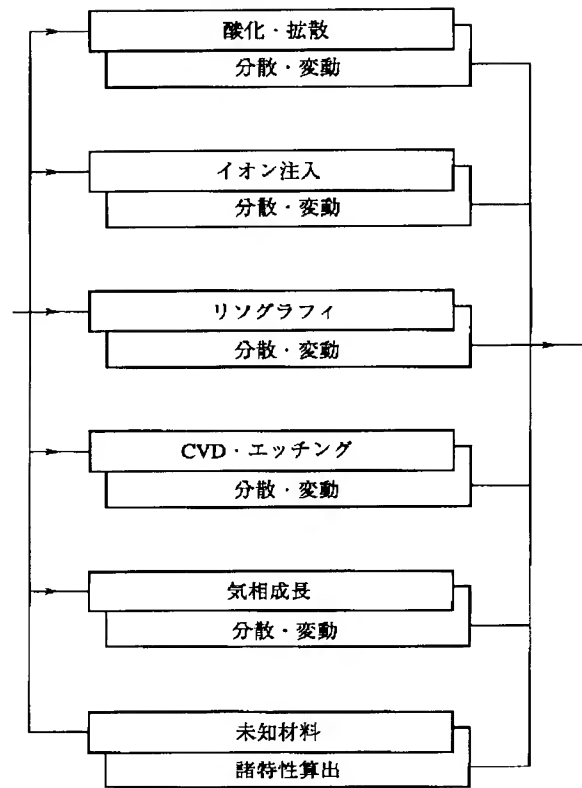 酸化・拡散
分散・変動
イオン注入
分散・変動
リソグラフィ
分散・変動
CVD・エッチング
分散・変動
気相成長
分散・変動
未知材料
諸特性算出